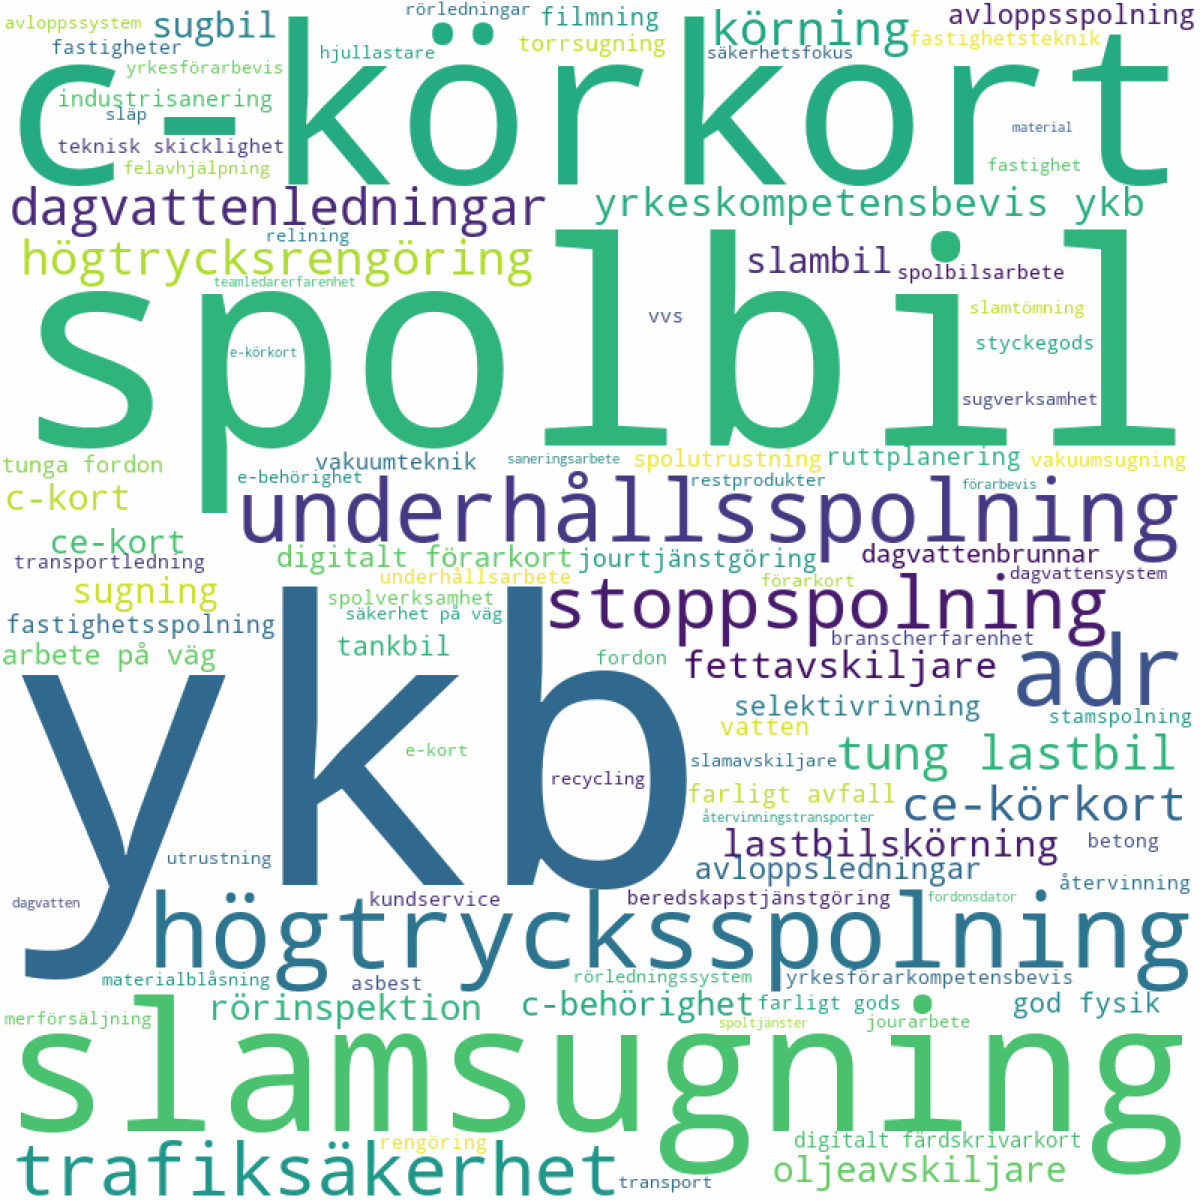 avloppssystem
sugbil
rörledningar
filmning
körning
avloppsspolning
fastigheter
hjullastare
torrsugning
säkerhetsfokus
fastighetsteknik
yrkesförarbevis
c-körkort
industrisanering
släp
material
teknisk skicklighet
felavhjälpning
fastighet
dagvattenledningar
yrkeskompetensbevis ykb
relining
högtrycksrengöring
slambil
spolbilsarbete
teamledarerfarenhet
spolbil
vvs
slamtömning
e-körkort
styckegods
sugverksamhet
tunga fordon
vakuumteknik
saneringsarbete
spolutrustning
ruttplanering
vakuumsugning
e-behörighet
restprodukter
förarbevis
c-kort
underhållsspolning
ce-kort
digitalt förarkort
jourtjänstgöring
dagvattenbrunnar
transportledning
underhållsarbete
förarkort
dagvattensystem
sugning
spolverksamhet
stoppspolning
säkerhet på väg
fastighetsspolning
branscherfarenhet
tankbil
arbete på väg
fordon
fettavskiljare
adr
ykb
selektivrivning
stamspolning
vatten
e-kort
slamavskiljare
tung lastbil
recycling
farligt avfall
ce-körkort
återvinningstransporter
lastbilskörning
betong
utrustning
avloppsledningar
återvinning
dagvatten
kundservice
beredskapstjänstgöring
fordonsdator
högtrycksspolning
materialblåsning
asbest
rörledningssystem
yrkesförarkompetensbevis
rörinspektion
c-behörighet
farligt gods
god fysik
merförsäljning
spoltjänster
jourarbete
slamsugning
rengöring
digitalt färdskrivarkort
trafiksäkerhet
transport
oljeavskiljare